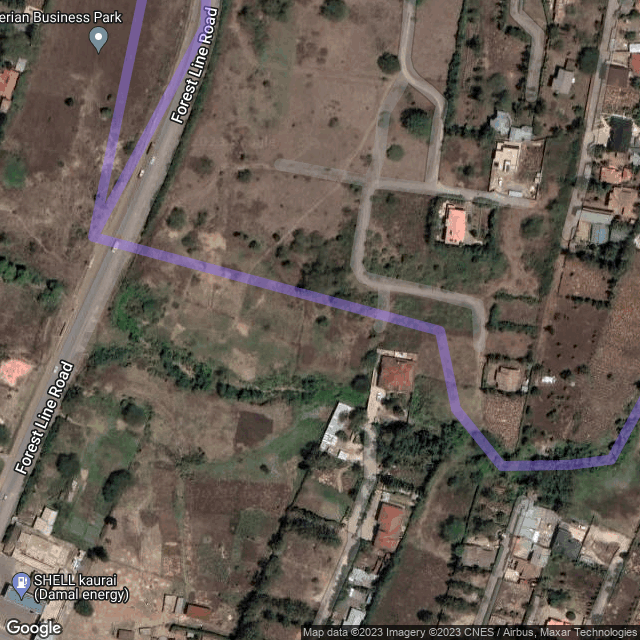 erian Business Park
Forest Line Road
Forest Line Road
SHELL kaurai
(Damal energy)
Google
Map data ©2023 Imagery ©2023 CNES / Airbus, Maxar Technologies